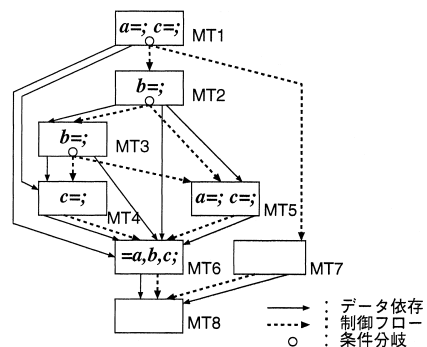 a=; c=;
MT1
b=;
MT2
b=;
MT3
c=;
MT4
a=; c=;
MT5
=a,b,c;
MT6
MT7
MT8
: データ依存
: 制御フロー
: 条件分岐